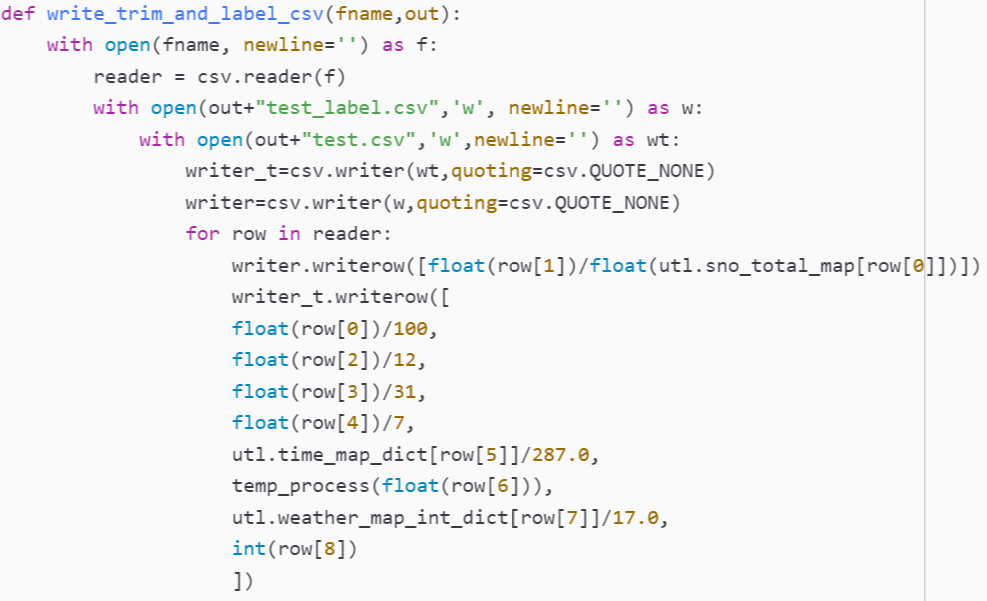 def write_trim_and_label_csv(fname,out):
    with open(fname, newline='') as f:
        reader = csv.reader(f)
        with open(out+"test_label.csv",'w', newline='') as w:
            with open(out+"test.csv",'w',newline='') as wt:
                writer_t=csv.writer(wt,quoting=csv.QUOTE_NONE)
                writer=csv.writer(w,quoting=csv.QUOTE_NONE)
                for row in reader:
                    writer.writerow([float(row[1])/float(utl.sno_total_map[row[0]])])
                    writer_t.writerow([
                    float(row[0])/100,
                    float(row[2])/12,
                    float(row[3])/31,
                    float(row[4])/7,
                    utl.time_map_dict[row[5]]/287.0,
                    temp_process(float(row[6])),
                    utl.weather_map_int_dict[row[7]]/17.0,
                    int(row[8])
                    ])